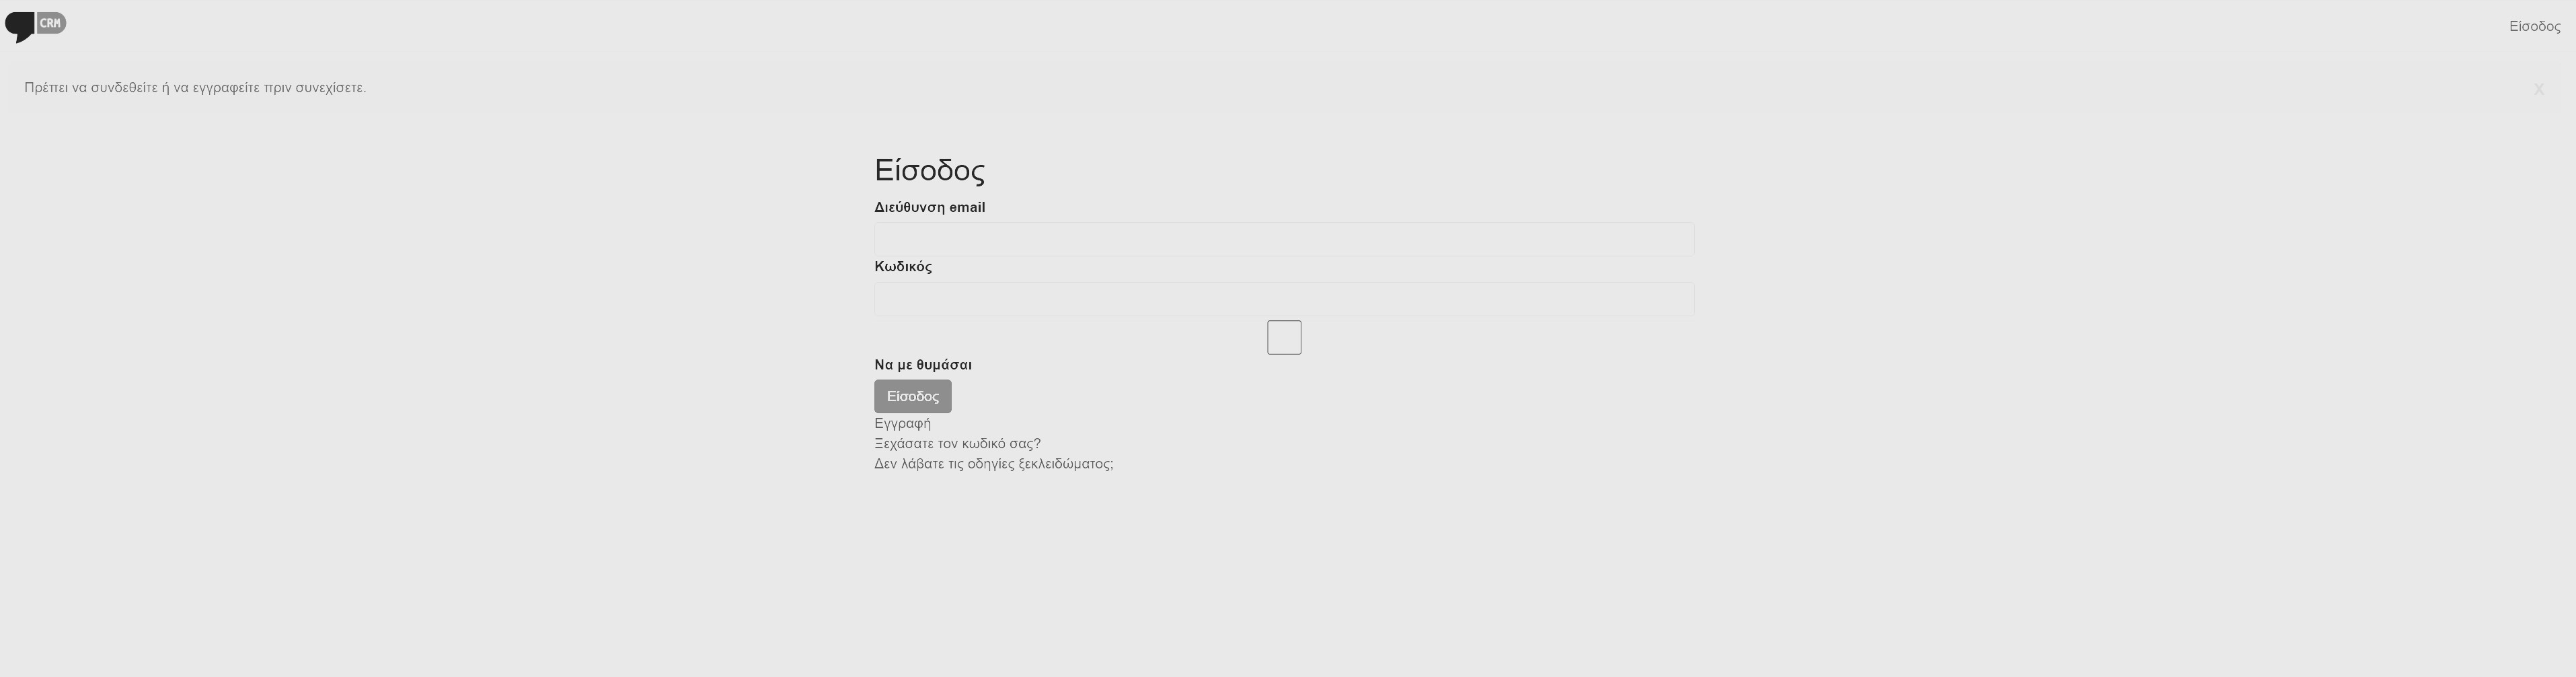 CRM
Είσοδος
Πρέπει να συνδεθείτε ή να εγγραφείτε πριν συνεχίσετε.
X
Είσοδος
Διεύθυνση email
Κωδικός
Να με θυμάσαι
Είσοδος
Εγγραφή
Ξεχάσατε τον κωδικό σας?
Δεν λάβατε τις οδηγίες ξεκλειδώματος;